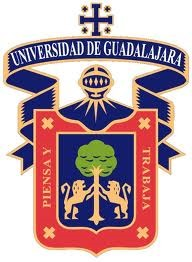 UNIVERSIDAD DE GUADALAJARA
PIENSA Y
TRABAJA